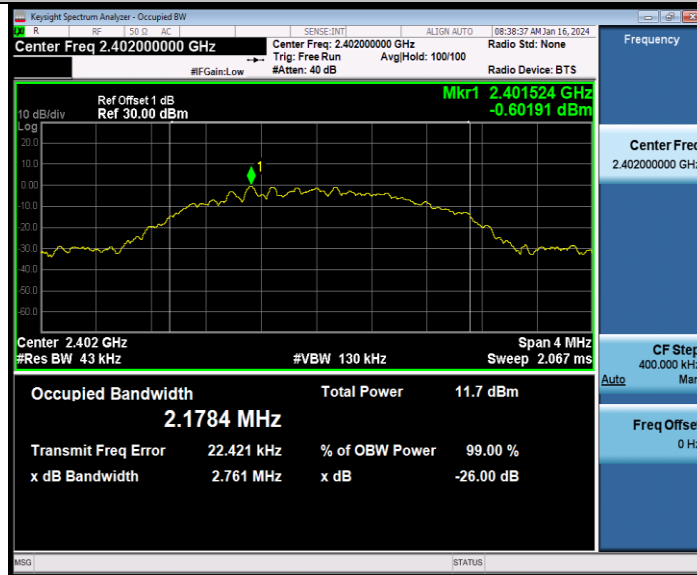 Keysight Spectrum Analyzer - Occupied BW
R RF 50 Ω AC SENSE:INT ALIGN AUTO 08:38:37 AM Jan 16, 2024
Center Freq 2.402000000 GHz Center Freq: 2.402000000 GHz Radio Std: None Frequency
Trig: Free Run Avg|Hold: 100/100
#IFGain:Low #Atten: 40 dB Radio Device: BTS
Ref Offset 1 dB Mkr1 2.401524 GHz
10 dB/div Ref 30.00 dBm -0.60191 dBm
Log
20.0
10.0
0.00
-10.0
-20.0
-30.0
-40.0
-50.0
-60.0
1
Center Freq
2.402000000 GHz
Center 2.402 GHz Span 4 MHz
#Res BW 43 kHz #VBW 130 kHz Sweep 2.067 ms
CF Step
400.000 kHz
Auto Man
Occupied Bandwidth Total Power 11.7 dBm
2.1784 MHz
Transmit Freq Error 22.421 kHz % of OBW Power 99.00 %
x dB Bandwidth 2.761 MHz x dB -26.00 dB
Freq Offset
0 Hz
MSG STATUS